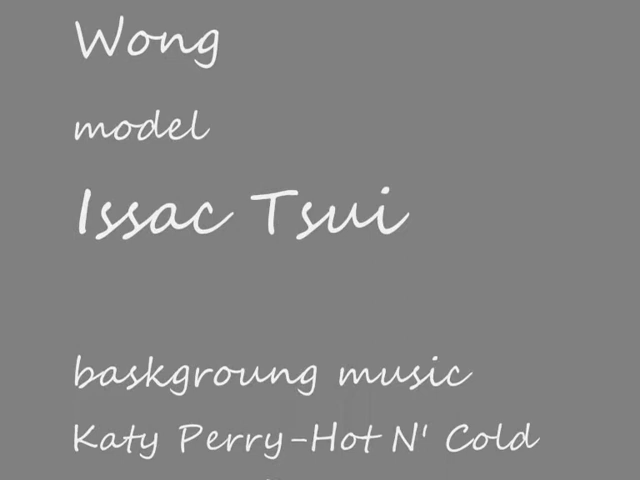 Wong
model
Issac Tsui
baskgroung music
Katy Perry-Hot N' Cold